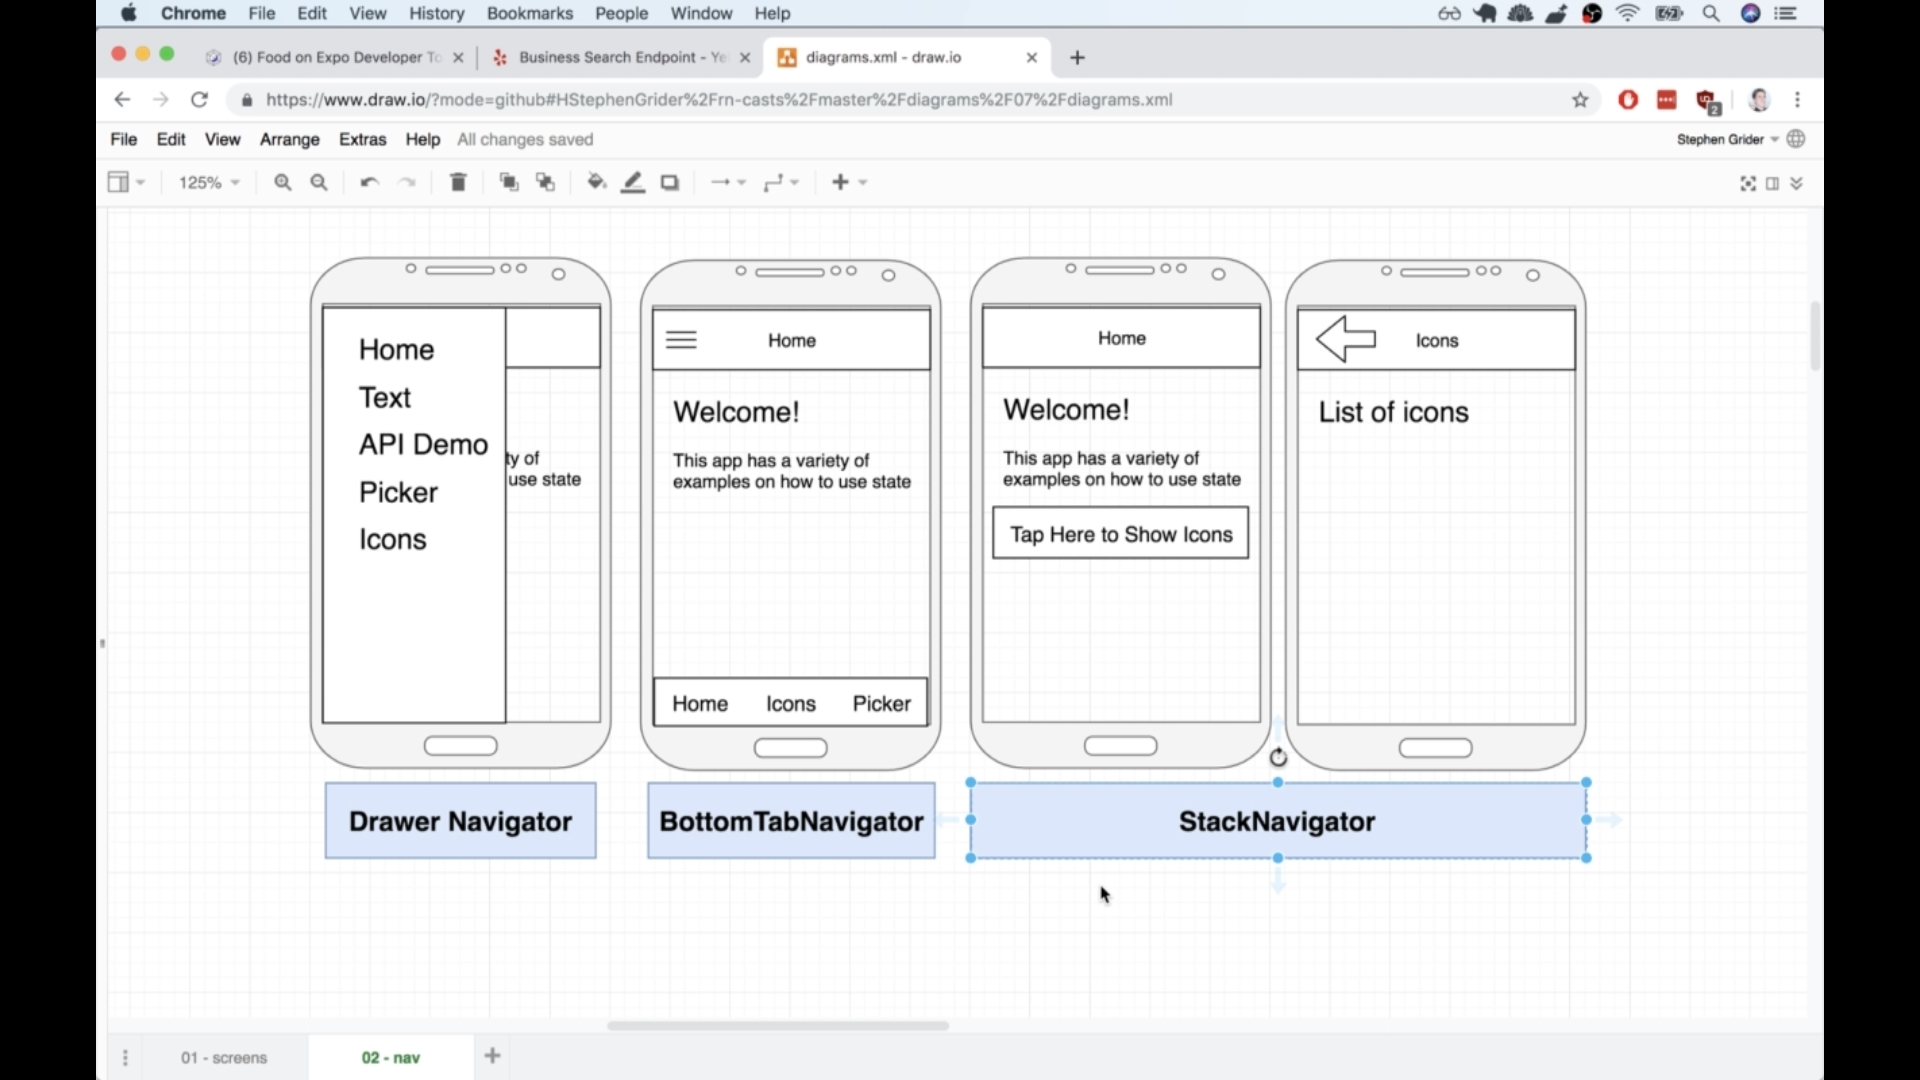 Chrome File Edit View History Bookmarks People Window Help
(6) Food on Expo Developer To
Business Search Endpoint - Yel
diagrams.xml - draw.io
https://www.draw.io/?mode=github#HStephenGrider%2Frn-casts%2Fmaster%2Fdiagrams%2F07%2Fdiagrams.xml
2
File Edit View Arrange Extras Help All changes saved
Stephen Grider
125%
Home
Text
API Demo
Picker
Icons
ty of
use state
Drawer Navigator
Home
Welcome!
This app has a variety of
examples on how to use state
Home Icons Picker
BottomTabNavigator
Home
Welcome!
This app has a variety of
examples on how to use state
Tap Here to Show Icons
Icons
List of icons
StackNavigator
01 - screens
02 - nav